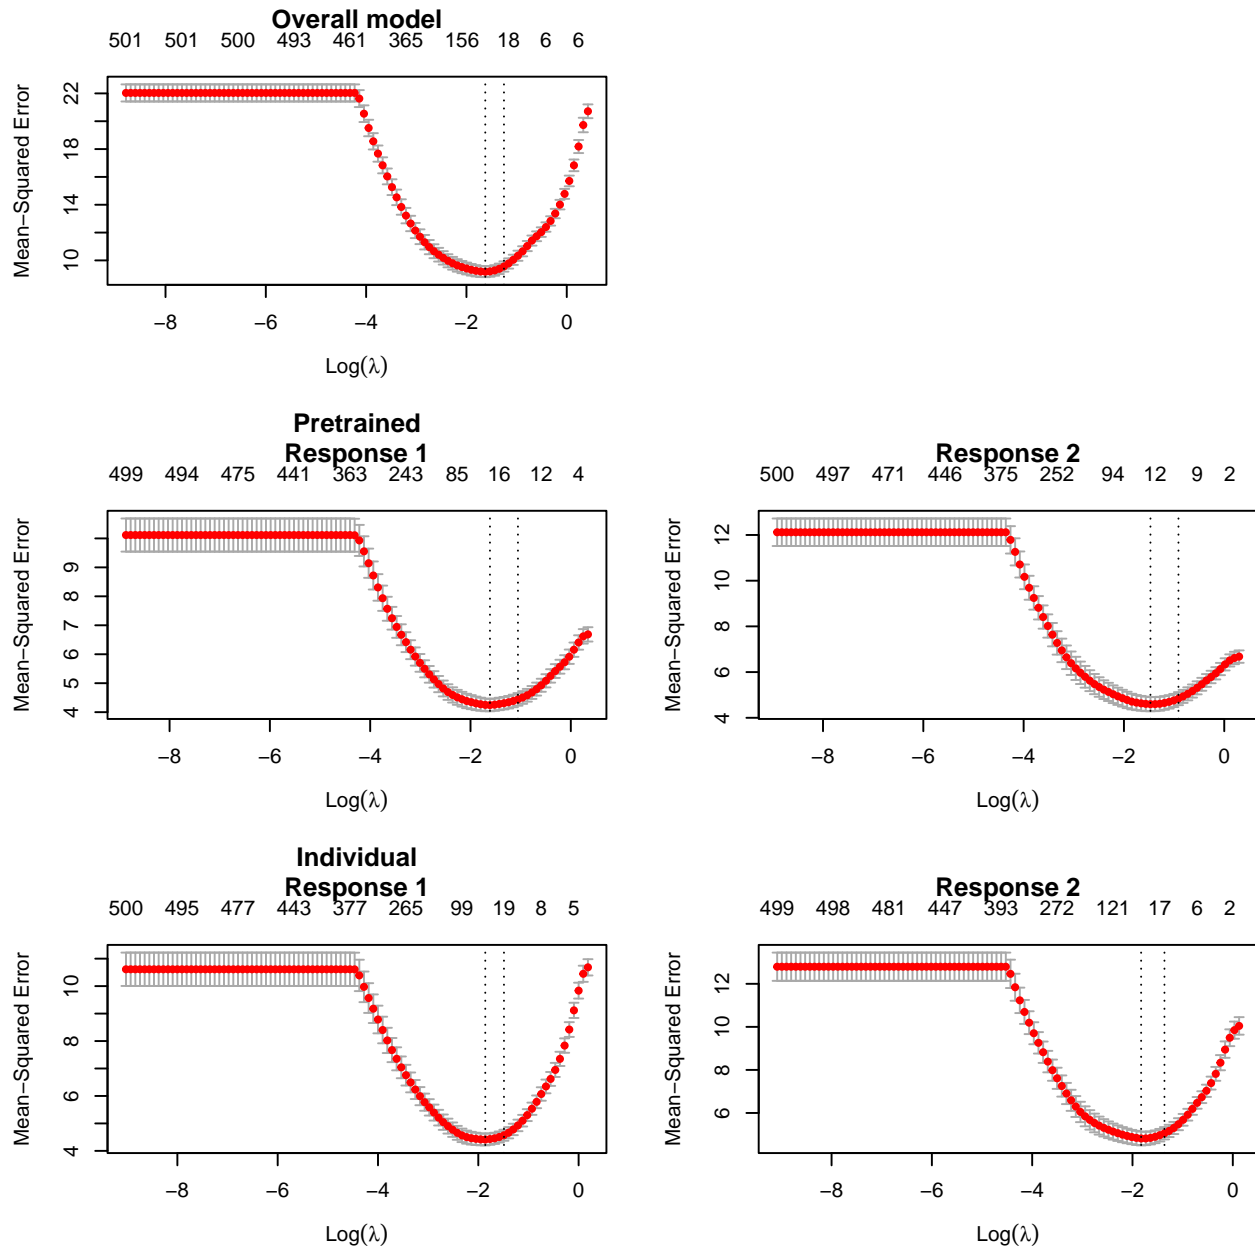 Overall model
501 501 500 493 461 365 156 18 6 6
Mean−Squared Error
22
18
14
10
−8 −6 −4 −2 0
Log(λ)
Pretrained
Response 1
499 494 475 441 363 243 85 16 12 4
Mean−Squared Error
9
8
7
6
5
4
−8 −6 −4 −2 0
Log(λ)
Response 2
500 497 471 446 375 252 94 12 9 2
Mean−Squared Error
12
10
8
6
4
−8 −6 −4 −2 0
Log(λ)
Individual
Response 1
500 495 477 443 377 265 99 19 8 5
Mean−Squared Error
10
8
6
4
−8 −6 −4 −2 0
Log(λ)
Response 2
499 498 481 447 393 272 121 17 6 2
Mean−Squared Error
12
10
8
6
−8 −6 −4 −2 0
Log(λ)